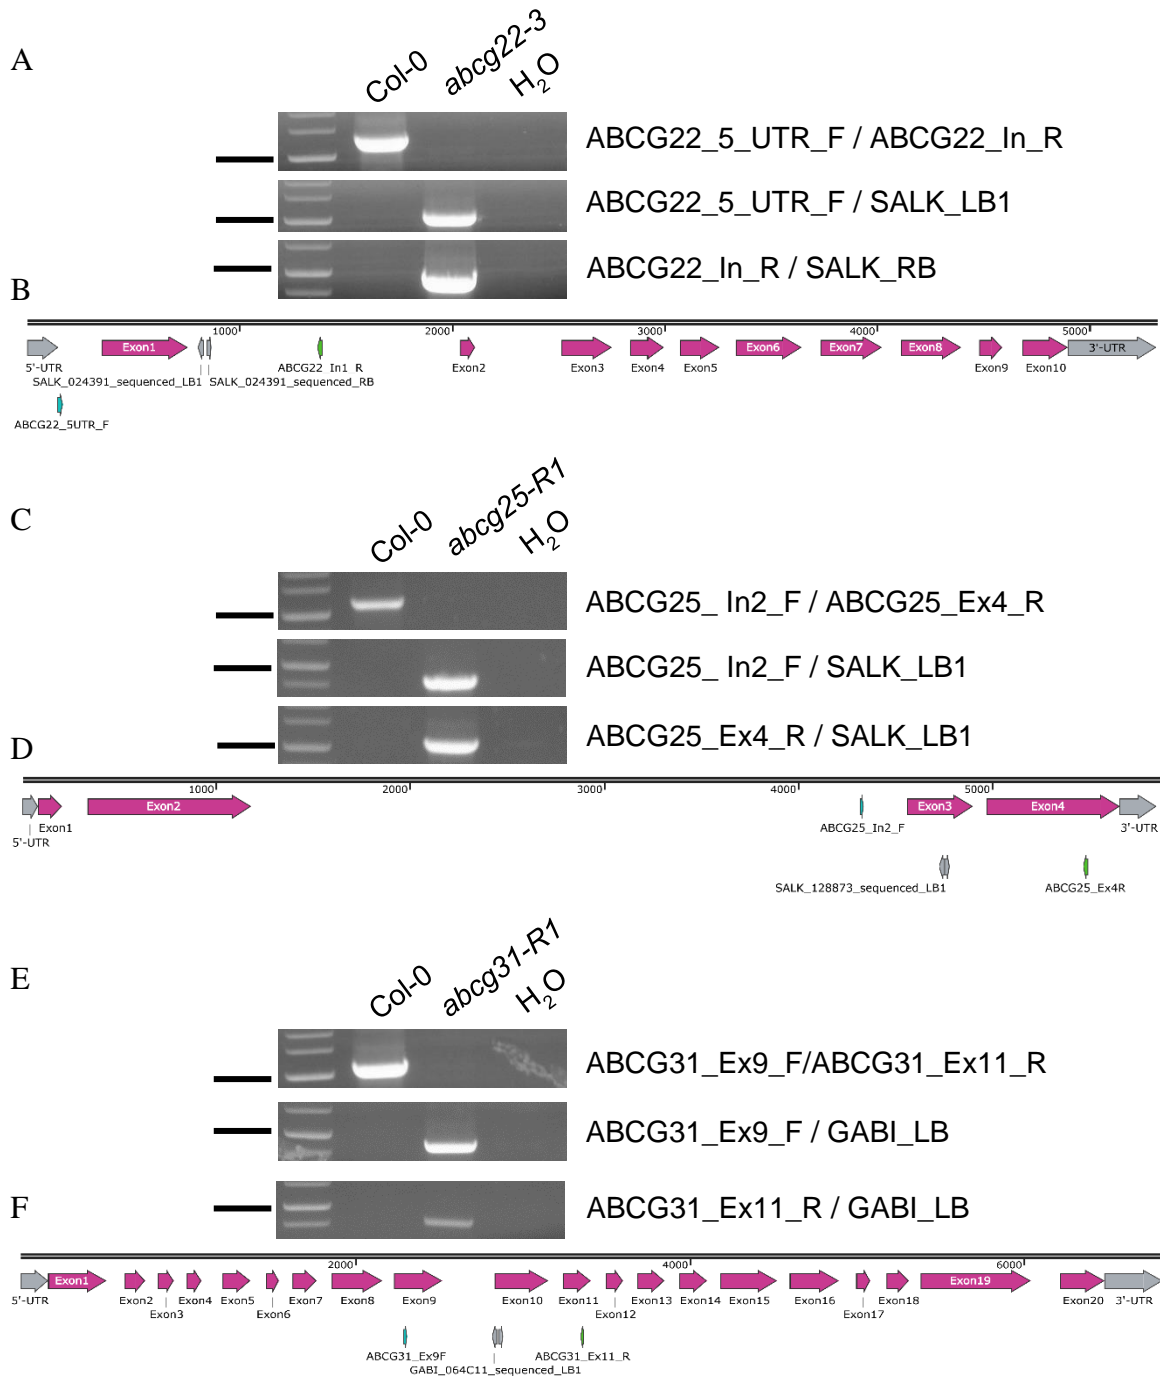 A
Col-0 abcg22-3 H2O
ABCG22_5_UTR_F / ABCG22_In_R
ABCG22_5_UTR_F / SALK_LB1
ABCG22_In_R / SALK_RB
B
1000 2000 3000 4000 5000
Exon1 Exon3 Exon4 Exon5 Exon6 Exon7 Exon8 3'-UTR
5'-UTR ABCG22_In1_R Exon2 Exon9 Exon10
SALK_024391_sequenced_LB1 SALK_024391_sequenced_RB
ABCG22_5UTR_F
C
Col-0 abcg25-R1 H2O
ABCG25_ In2_F / ABCG25_Ex4_R
ABCG25_ In2_F / SALK_LB1
ABCG25_Ex4_R / SALK_LB1
D
1000 2000 3000 4000 5000
Exon2 Exon3 Exon4
Exon1 ABCG25_In2_F 3'-UTR
5'-UTR
SALK_128873_sequenced_LB1 ABCG25_Ex4R
E
Col-0 abcg31-R1 H2O
ABCG31_Ex9_F/ABCG31_Ex11_R
ABCG31_Ex9_F / GABI_LB
ABCG31_Ex11_R / GABI_LB
F
2000 4000 6000
Exon1 Exon19
5'-UTR Exon2 Exon4 Exon5 Exon7 Exon8 Exon9 Exon10 Exon11 Exon13 Exon14 Exon15 Exon16 Exon18 Exon20 3'-UTR
Exon3 Exon6 Exon12 Exon17
ABCG31_Ex9F ABCG31_Ex11_R
GABI_064C11_sequenced_LB1